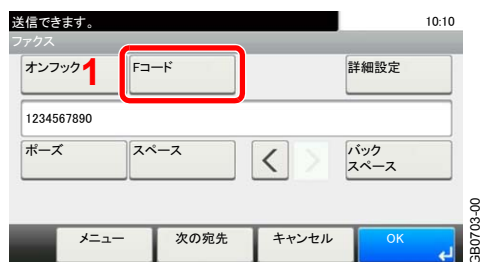 送信できます。 10:10
ファクス
オンフック 1 Fコード 詳細設定
1234567890
ポーズ スペース < > バック
スペース
メニュー 次の宛先 キャンセル OK
GB0703-00